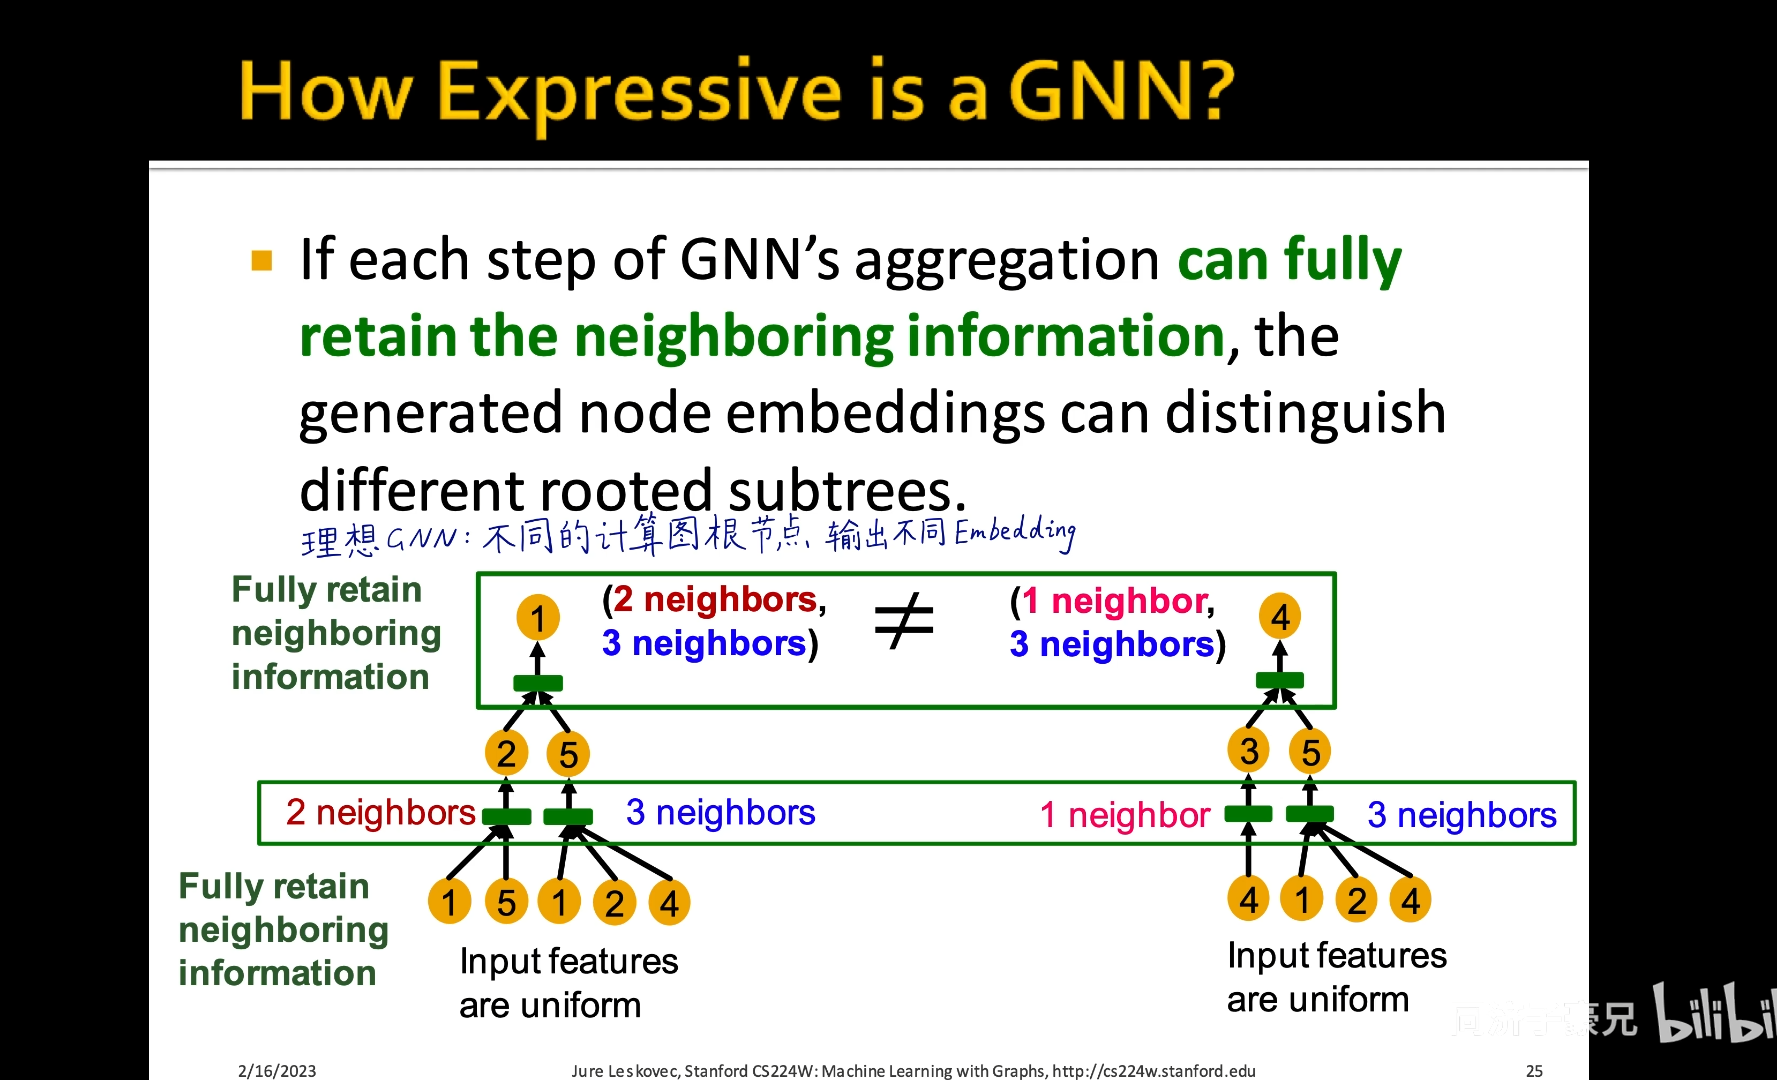 How Expressive is a GNN?
If each step of GNN's aggregation can fully
retain the neighboring information, the
generated node embeddings can distinguish
different rooted subtrees.
理想GNN:不同的计算图根节点、输出不同Embedding
Fully retain
neighboring
information
1
(2 neighbors,
3 neighbors)
≠
(1 neighbor,
3 neighbors)
4
2 5
3 5
2 neighbors
3 neighbors
1 neighbor
3 neighbors
Fully retain
neighboring
information
1 5 1 2 4
4 1 2 4
Input features
are uniform
Input features
are uniform
2/16/2023
Jure Leskovec, Stanford CS224W: Machine Learning with Graphs, http://cs224w.stanford.edu
25
豪兄 bilibil